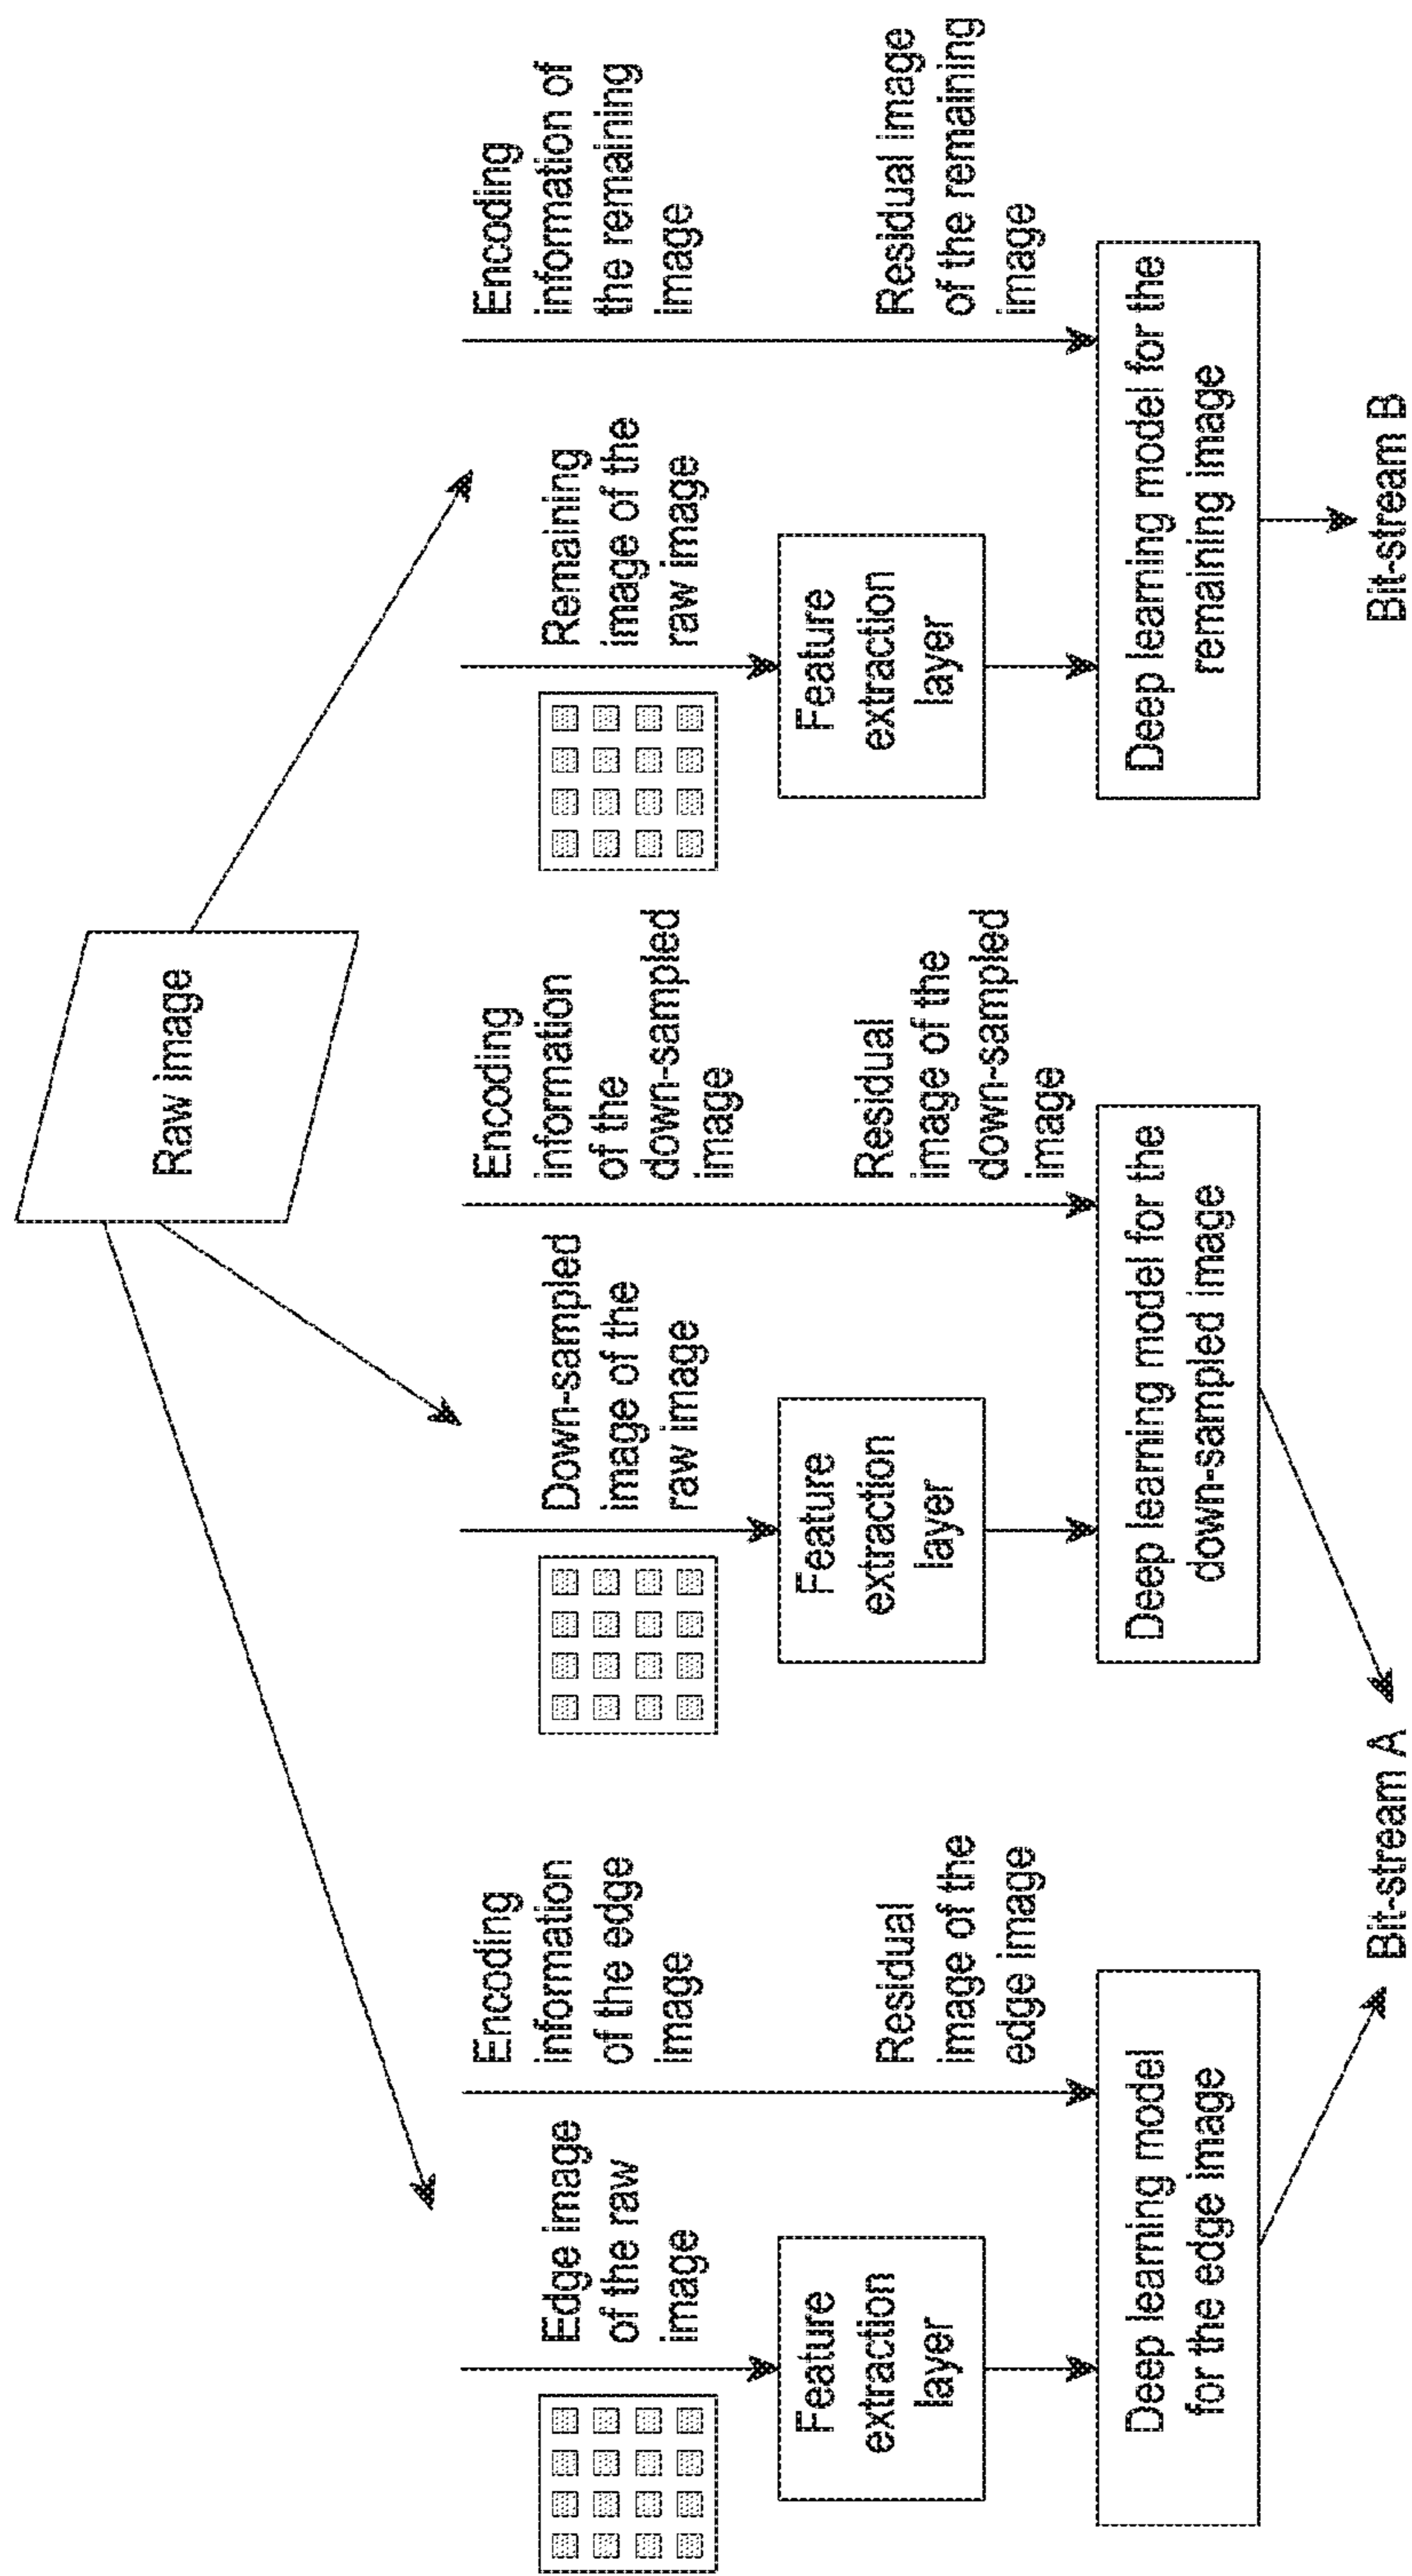 Raw image
Edge image
of the raw
image
Encoding
information
of the edge
image
Feature
extraction
layer
Residual
image of the
edge image
Deep learning model
for the edge image
Down-sampled
image of the
raw image
Encoding
information
of the
down-sampled
image
Feature
extraction
layer
Residual
image of the
down-sampled
image
Deep learning model for the
down-sampled image
Bit-stream A
Remaining
image of the
raw image
Encoding
information of
the remaining
image
Feature
extraction
layer
Residual image
of the remaining
image
Deep learning model for the
remaining image
Bit-stream B